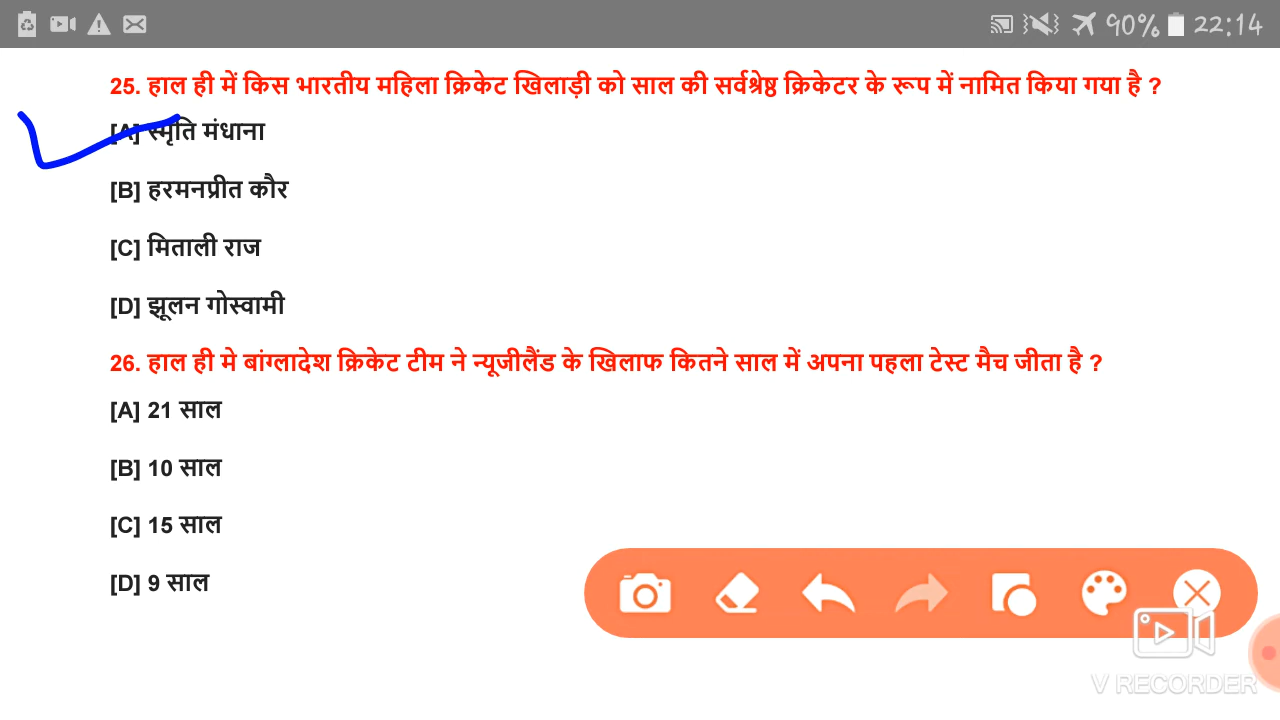 90% 22:14
25. हाल ही में किस भारतीय महिला क्रिकेट खिलाड़ी को साल की सर्वश्रेष्ठ क्रिकेटर के रूप में नामित किया गया है ?
[A] स्मृति मंधाना
[B] हरमनप्रीत कौर
[C] मिताली राज
[D] झूलन गोस्वामी
26. हाल ही मे बांग्लादेश क्रिकेट टीम ने न्यूजीलैंड के खिलाफ कितने साल में अपना पहला टेस्ट मैच जीता है ?
[A] 21 साल
[B] 10 साल
[C] 15 साल
[D] 9 साल
V RECORDER